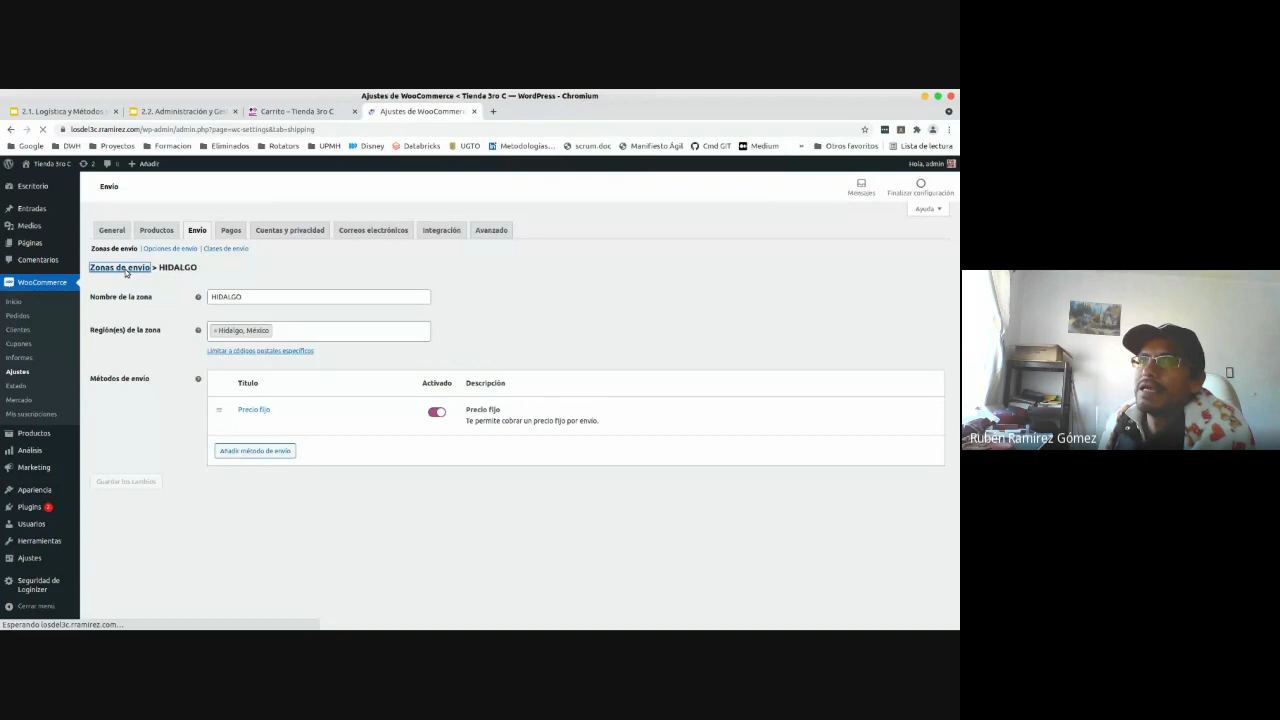 Ajustes de WooCommerce < Tienda 3ro C — WordPress - Chromium
2.1. Logística y Métodos
2.2. Administración y Ges
Carrito – Tienda 3ro C
Ajustes de WooCommerc
losdel3c.rramirez.com/wp-admin/admin.php?page=wc-settings&tab=shipping
Google
DWH
Proyectos
Formacion
Eliminados
Rotators
UPMH
Disney
Databricks
UGTO
Metodologías...
scrum.doc
Manifiesto Ágil
Cmd GIT
Medium
»
Otros favoritos
Lista de lectura
Tienda 3ro C
2
Añadir
Hola, admin
Escritorio
Entradas
Medios
Páginas
Comentarios
WooCommerce
Inicio
Pedidos
Clientes
Cupones
Informes
Ajustes
Estado
Mercado
Mis suscripciones
Productos
Análisis
Marketing
Apariencia
Plugins 2
Usuarios
Herramientas
Ajustes
Seguridad de
Loginizer
Cerrar menú
Envío
Mensajes
Finalizar configuración
Ayuda ▼
General
Productos
Envío
Pagos
Cuentas y privacidad
Correos electrónicos
Integración
Avanzado
Zonas de envío | Opciones de envío | Clases de envío
Zonas de envío > HIDALGO
Nombre de la zona
HIDALGO
Región(es) de la zona
× Hidalgo, México
Limitar a códigos postales específicos
Métodos de envío
Título
Activado
Descripción
Precio fijo
Precio fijo
Te permite cobrar un precio fijo por envío.
Añadir método de envío
Guardar los cambios
Esperando losdel3c.rramirez.com...
Rubén Ramírez Gómez